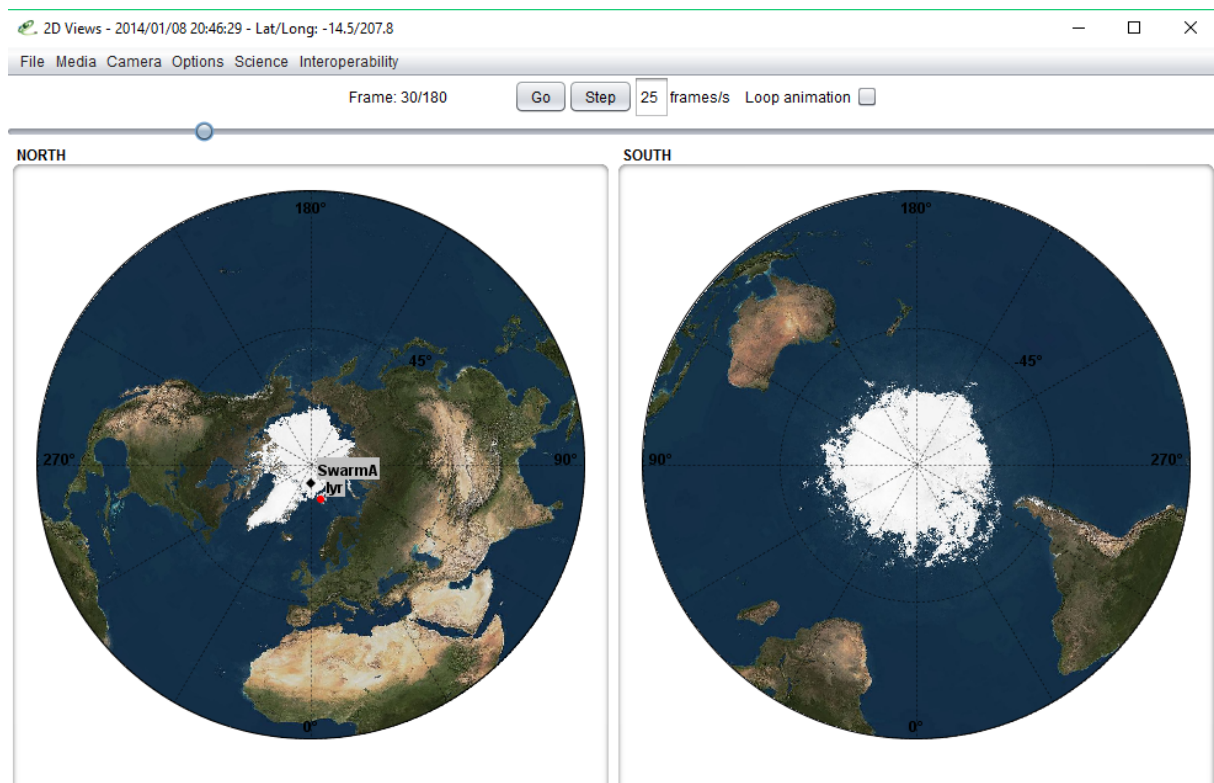 2D Views - 2014/01/08 20:46:29 - Lat/Long: -14.5/207.8
File Media Camera Options Science Interoperability
Frame: 30/180 Go Step 25 frames/s Loop animation
NORTH
180°
45°
270°
90°
SwarmA
lyr
0°
SOUTH
180°
-45°
90°
270°
0°